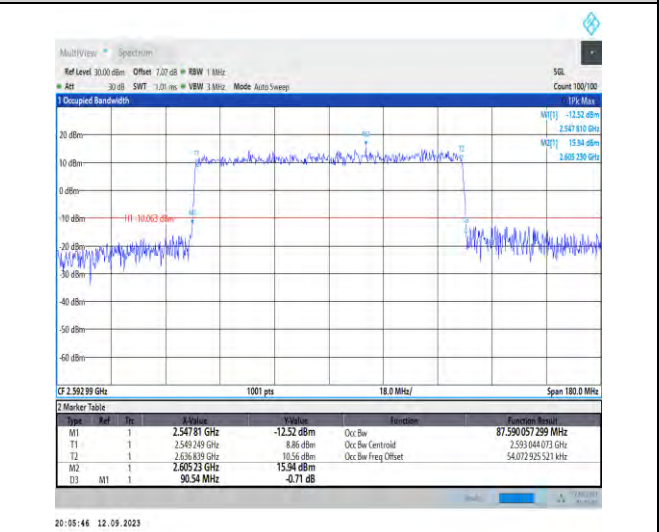 MultiView Spectrum
Ref Level 30.00 dBm Offset 7.07 dB RBW 1 MHz SGL
Att 30 dB SWT 1.01 ms VBW 3 MHz Mode Auto Sweep Count 100/100
1 Occupied Bandwidth 1Pk Max
M1[1] -12.52 dBm
2.547 810 GHz
M2[1] 15.94 dBm
2.605 230 GHz
20 dBm
M2
T1
T2
10 dBm
0 dBm
M1
-10 dBm
H1 -10.063 dBm
-20 dBm
-30 dBm
-40 dBm
-50 dBm
-60 dBm
CF 2.592 99 GHz 1001 pts 18.0 MHz/ Span 180.0 MHz
2 Marker Table
Type Ref Trc X-Value Y-Value Function Function Result
M1 1 2.547 81 GHz -12.52 dBm Occ Bw 87.590 057 299 MHz
T1 1 2.549 249 GHz 8.86 dBm Occ Bw Centroid 2.593 044 073 GHz
T2 1 2.636 839 GHz 10.56 dBm Occ Bw Freq Offset 54.072 925 521 kHz
M2 1 2.605 23 GHz 15.94 dBm
D3 M1 1 90.54 MHz -0.71 dB
20:05:46 12.09.2023